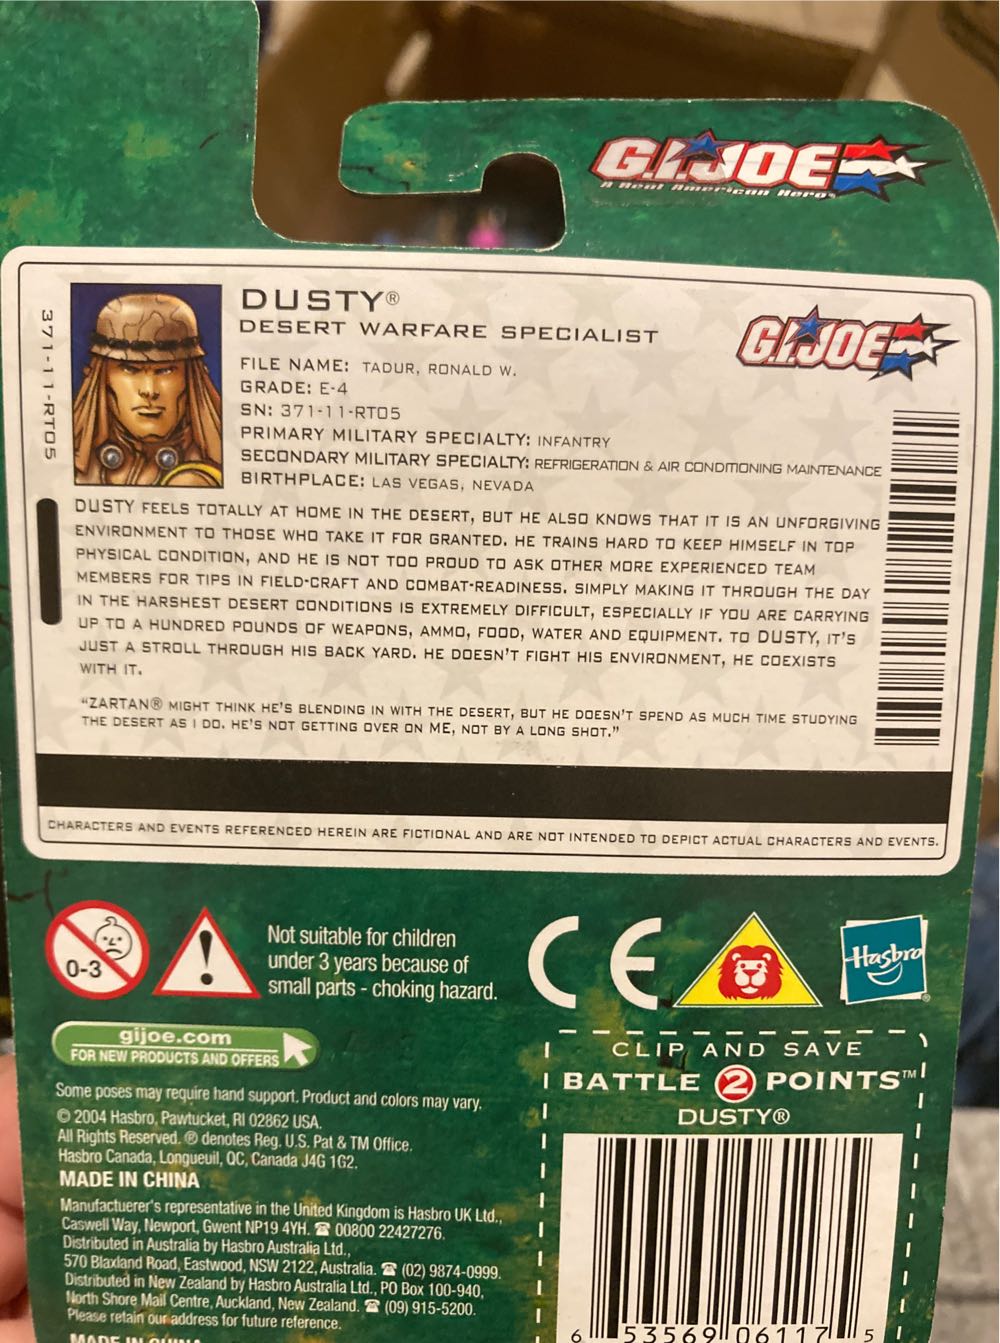 G.I. JOE
A Real American Hero®
371-11-RT05
DUSTY®
DESERT WARFARE SPECIALIST
G.I. JOE
FILE NAME: TADUR, RONALD W.
GRADE: E-4
SN: 371-11-RT05
PRIMARY MILITARY SPECIALTY: INFANTRY
SECONDARY MILITARY SPECIALTY: REFRIGERATION & AIR CONDITIONING MAINTENANCE
BIRTHPLACE: LAS VEGAS, NEVADA
DUSTY FEELS TOTALLY AT HOME IN THE DESERT, BUT HE ALSO KNOWS THAT IT IS AN UNFORGIVING
ENVIRONMENT TO THOSE WHO TAKE IT FOR GRANTED. HE TRAINS HARD TO KEEP HIMSELF IN TOP
PHYSICAL CONDITION, AND HE IS NOT TOO PROUD TO ASK OTHER MORE EXPERIENCED TEAM
MEMBERS FOR TIPS IN FIELD-CRAFT AND COMBAT-READINESS. SIMPLY MAKING IT THROUGH THE DAY
IN THE HARSHEST DESERT CONDITIONS IS EXTREMELY DIFFICULT, ESPECIALLY IF YOU ARE CARRYING
UP TO A HUNDRED POUNDS OF WEAPONS, AMMO, FOOD, WATER AND EQUIPMENT. TO DUSTY, IT'S
JUST A STROLL THROUGH HIS BACK YARD. HE DOESN'T FIGHT HIS ENVIRONMENT, HE COEXISTS
WITH IT.
"ZARTAN® MIGHT THINK HE'S BLENDING IN WITH THE DESERT, BUT HE DOESN'T SPEND AS MUCH TIME STUDYING
THE DESERT AS I DO. HE'S NOT GETTING OVER ON ME, NOT BY A LONG SHOT."
CHARACTERS AND EVENTS REFERENCED HEREIN ARE FICTIONAL AND ARE NOT INTENDED TO DEPICT ACTUAL CHARACTERS AND EVENTS.
0-3
!
Not suitable for children
under 3 years because of
small parts - choking hazard.
CE
Hasbro®
gijoe.com
FOR NEW PRODUCTS AND OFFERS
Some poses may require hand support. Product and colors may vary.
© 2004 Hasbro, Pawtucket, RI 02862 USA.
All Rights Reserved. ® denotes Reg. U.S. Pat & TM Office.
Hasbro Canada, Longueuil, QC, Canada J4G 1G2.
MADE IN CHINA
Manufactuerer's representative in the United Kingdom is Hasbro UK Ltd.,
Caswell Way, Newport, Gwent NP19 4YH. ☎ 00800 22427276.
Distributed in Australia by Hasbro Australia Ltd.,
570 Blaxland Road, Eastwood, NSW 2122, Australia. ☎ (02) 9874-0999.
Distributed in New Zealand by Hasbro Australia Ltd., PO Box 100-940,
North Shore Mail Centre, Auckland, New Zealand. ☎ (09) 915-5200.
Please retain our address for future reference.
MADE IN CHINA
CLIP AND SAVE
BATTLE 2 POINTS™
DUSTY®
6 53569 06117 5